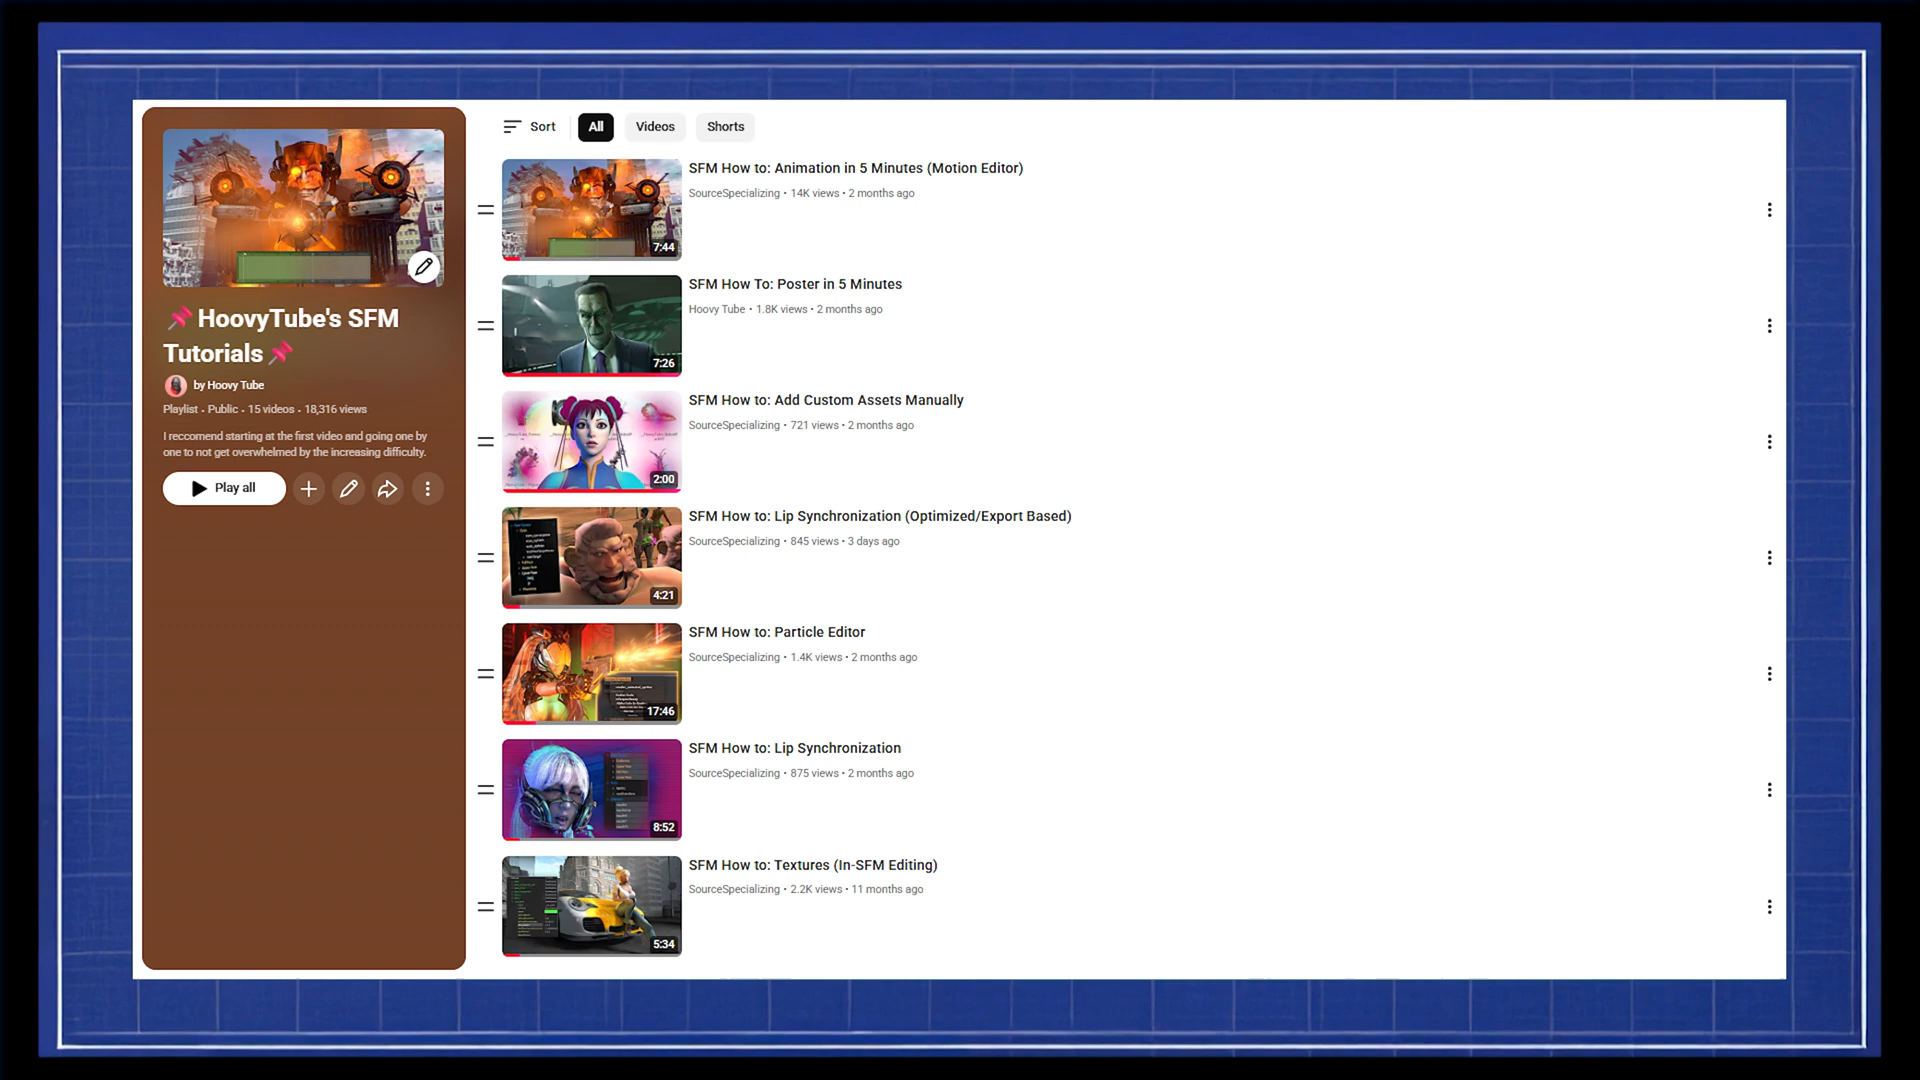 HoovyTube's SFM
Tutorials
by Hoovy Tube
Playlist • Public • 15 videos • 18,316 views
I reccomend starting at the first video and going one by
one to not get overwhelmed by the increasing difficulty.
Play all
Sort
All
Videos
Shorts
SFM How to: Animation in 5 Minutes (Motion Editor)
SourceSpecializing • 14K views • 2 months ago
7:44
SFM How To: Poster in 5 Minutes
Hoovy Tube • 1.8K views • 2 months ago
7:26
SFM How to: Add Custom Assets Manually
SourceSpecializing • 721 views • 2 months ago
2:00
SFM How to: Lip Synchronization (Optimized/Export Based)
SourceSpecializing • 845 views • 3 days ago
4:21
SFM How to: Particle Editor
SourceSpecializing • 1.4K views • 2 months ago
17:46
SFM How to: Lip Synchronization
SourceSpecializing • 875 views • 2 months ago
8:52
SFM How to: Textures (In-SFM Editing)
SourceSpecializing • 2.2K views • 11 months ago
5:34